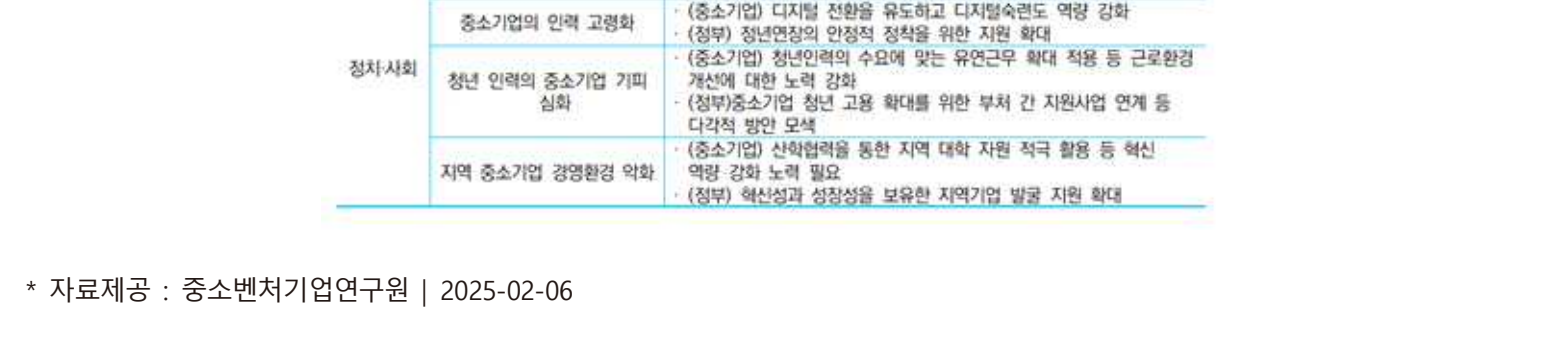 중소기업의 인력 고령화
· (중소기업) 디지털 전환을 유도하고 디지털숙련도 역량 강화
· (정부) 정년연장의 안정적 정착을 위한 지원 확대
정치·사회
청년 인력의 중소기업 기피
심화
· (중소기업) 청년인력의 수요에 맞는 유연근무 확대 적용 등 근로환경
개선에 대한 노력 강화
· (정부)중소기업 청년 고용 확대를 위한 부처 간 지원사업 연계 등
다각적 방안 모색
지역 중소기업 경영환경 악화
· (중소기업) 산학협력을 통한 지역 대학 자원 적극 활용 등 혁신
역량 강화 노력 필요
· (정부) 혁신성과 성장성을 보유한 지역기업 발굴 지원 확대
* 자료제공 : 중소벤처기업연구원 | 2025-02-06